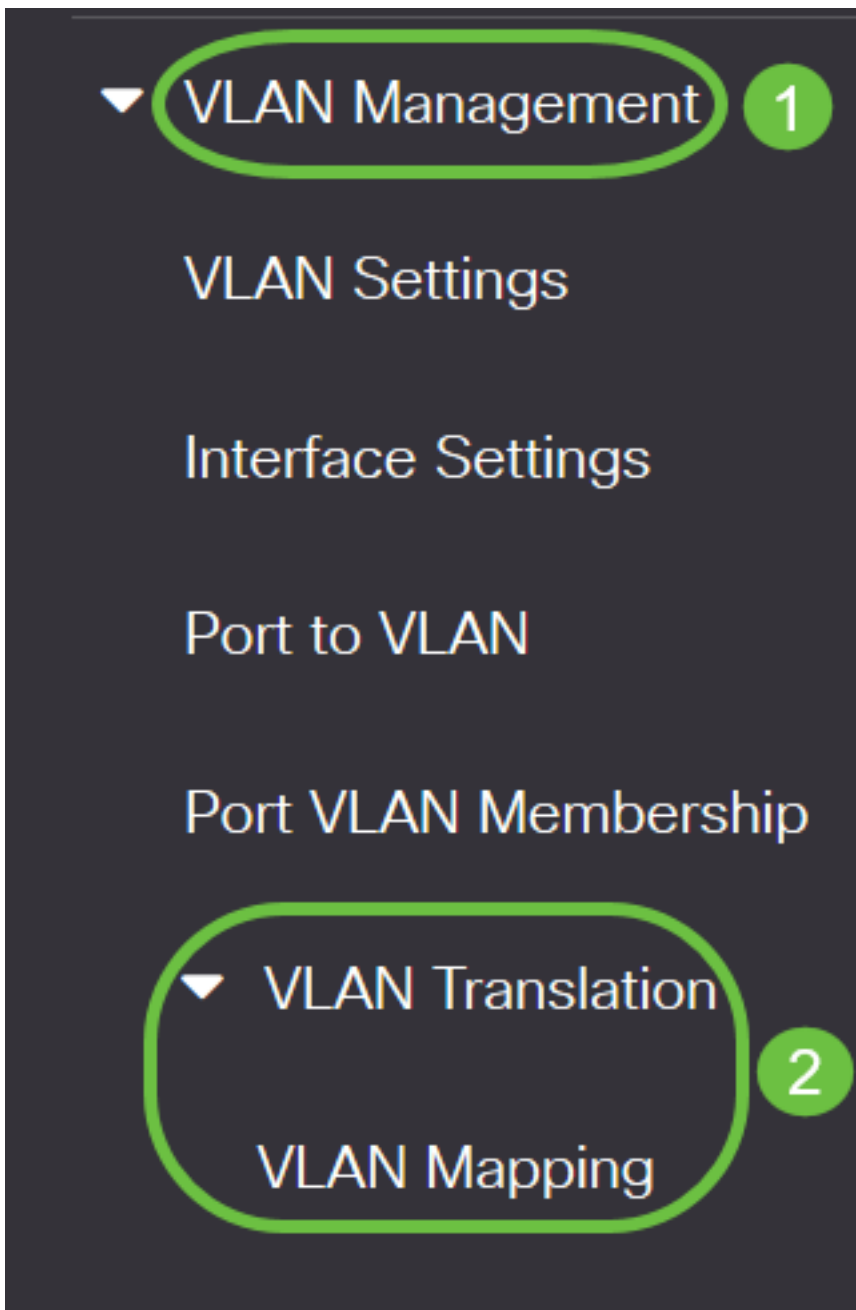 VLAN Management 1
VLAN Settings
Interface Settings
Port to VLAN
Port VLAN Membership
VLAN Translation
2
VLAN Mapping